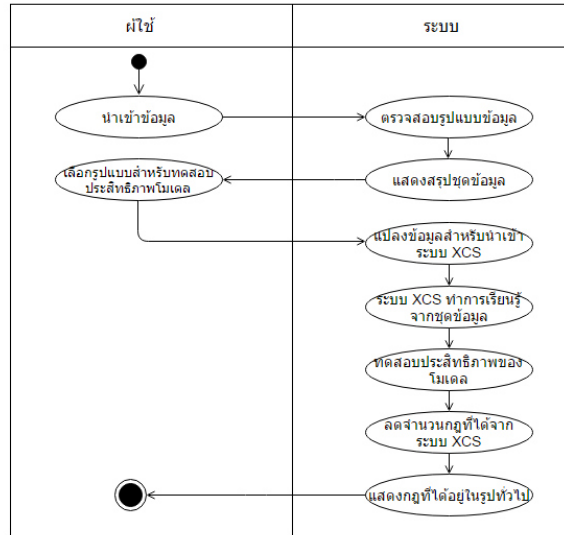 ผู้ใช้
ระบบ
นำเข้าข้อมูล
ตรวจสอบรูปแบบข้อมูล
แสดงสรุปชุดข้อมูล
เลือกรูปแบบสำหรับทดสอบ
ประสิทธิภาพโมเดล
แปลงข้อมูลสำหรับนำเข้า
ระบบ XCS
ระบบ XCS ทำการเรียนรู้
จากชุดข้อมูล
ทดสอบประสิทธิภาพของ
โมเดล
ลดจำนวนกฎที่ได้จาก
ระบบ XCS
แสดงกฎที่ได้อยู่ในรูปทั่วไป